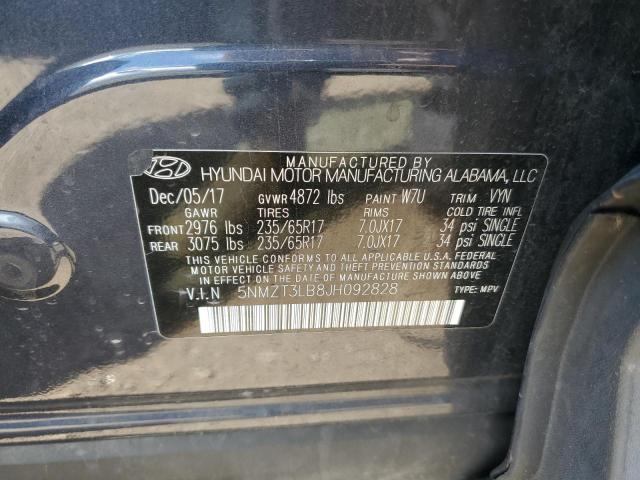 MANUFACTURED BY
HYUNDAI MOTOR MANUFACTURING ALABAMA, LLC
Dec/05/17 GVWR 4872 lbs PAINT W7U TRIM VYN
GAWR TIRES RIMS COLD TIRE INFL
FRONT 2976 lbs 235/65R17 7.0JX17 34 psi SINGLE
REAR 3075 lbs 235/65R17 7.0JX17 34 psi SINGLE
THIS VEHICLE CONFORMS TO ALL APPLICABLE U.S.A. FEDERAL
MOTOR VEHICLE SAFETY AND THEFT PREVENTION STANDARDS
IN EFFECT ON THE DATE OF MANUFACTURE SHOWN ABOVE
V.I.N 5NMZT3LB8JH092828 TYPE: MPV